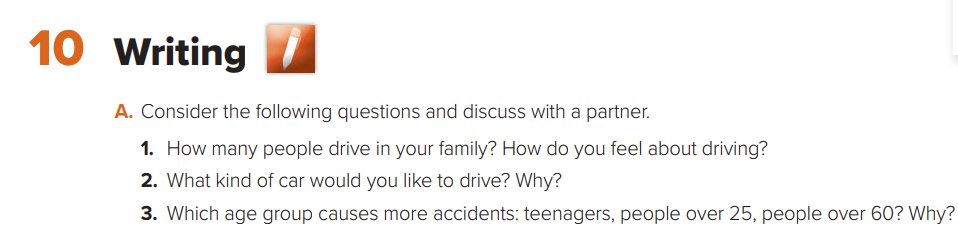 10 Writing
A. Consider the following questions and discuss with a partner.
1. How many people drive in your family? How do you feel about driving?
2. What kind of car would you like to drive? Why?
3. Which age group causes more accidents: teenagers, people over 25, people over 60? Why?